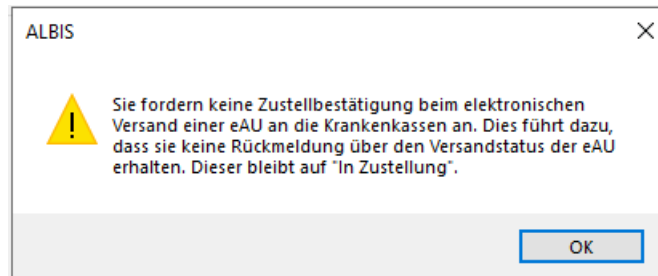 ALBIS
Sie fordern keine Zustellbestätigung beim elektronischen
Versand einer eAU an die Krankenkassen an. Dies führt dazu,
dass sie keine Rückmeldung über den Versandstatus der eAU
erhalten. Dieser bleibt auf "In Zustellung".
OK